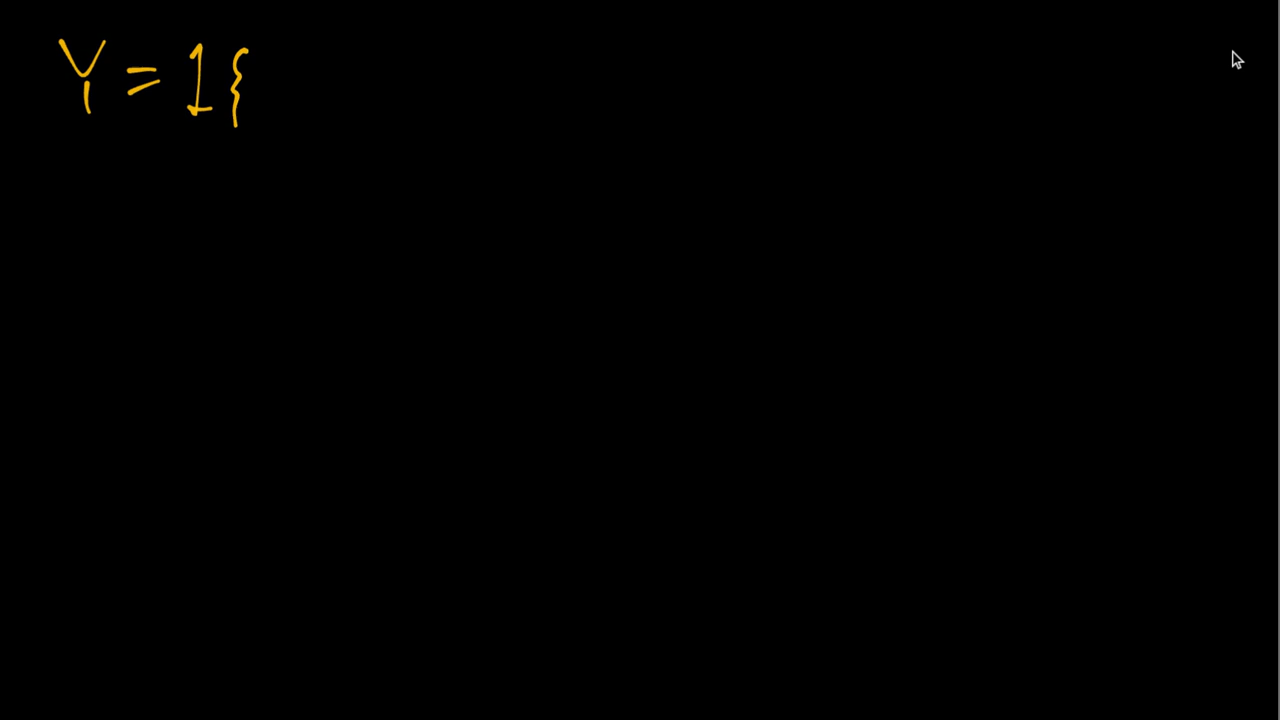 Y = 1 {